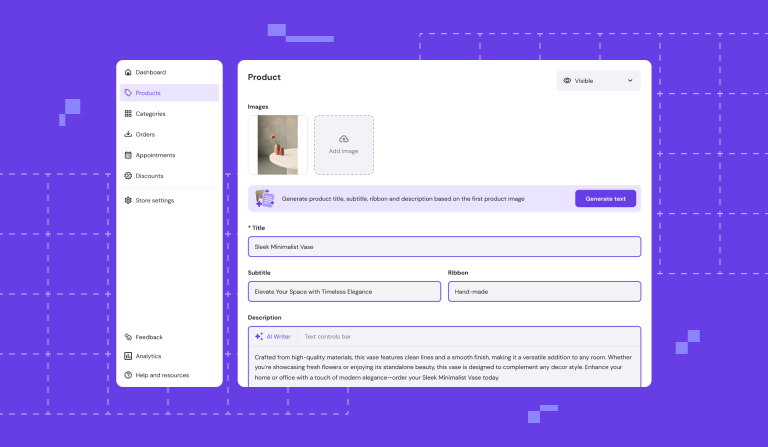 Dashboard
Products
Categories
Orders
Appointments
Discounts
Store settings
Feedback
Analytics
Help and resources
Product
Visible
Images
Add image
Generate product title, subtitle, ribbon and description based on the first product image
Generate text
* Title
Sleek Minimalist Vase
Subtitle
Ribbon
Elevate Your Space with Timeless Elegance
Hand-made
Description
AI Writer
Text controls bar
Crafted from high-quality materials, this vase features clean lines and a smooth finish, making it a versatile addition to any room. Whether
you're showcasing fresh flowers or enjoying its standalone beauty, this vase is designed to complement any decor style. Enhance your
home or office with a touch of modern elegance—order your Sleek Minimalist Vase today.